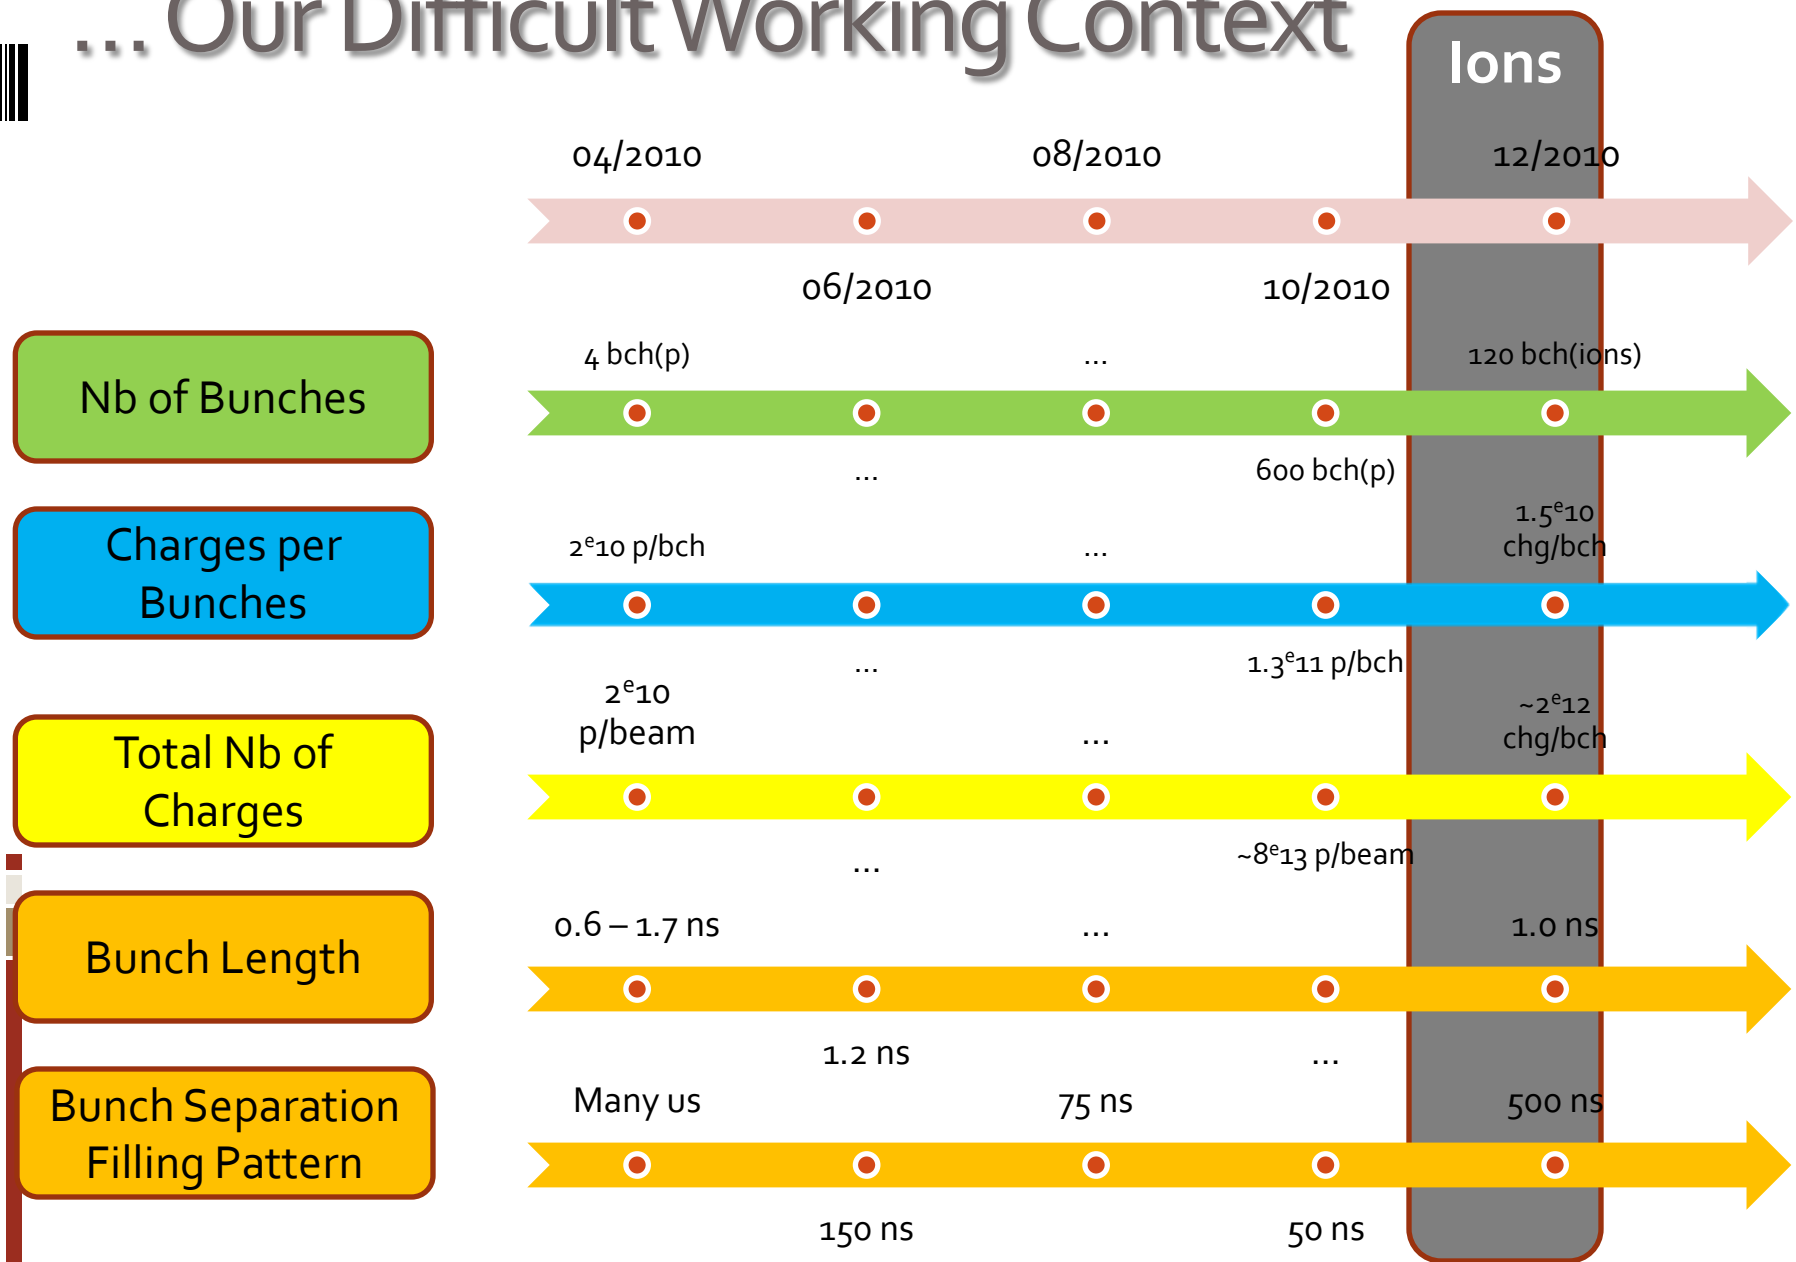 ... Our Difficult Working Context
Ions
04/2010
08/2010
12/2010
06/2010
10/2010
Nb of Bunches
4 bch(p)
...
120 bch(ions)
...
600 bch(p)
Charges per
Bunches
2e10 p/bch
...
1.5e10
chg/bch
...
1.3e11 p/bch
Total Nb of
Charges
2e10
p/beam
...
~2e12
chg/bch
...
~8e13 p/beam
Bunch Length
0.6 – 1.7 ns
...
1.0 ns
1.2 ns
...
Bunch Separation
Filling Pattern
Many us
75 ns
500 ns
150 ns
50 ns